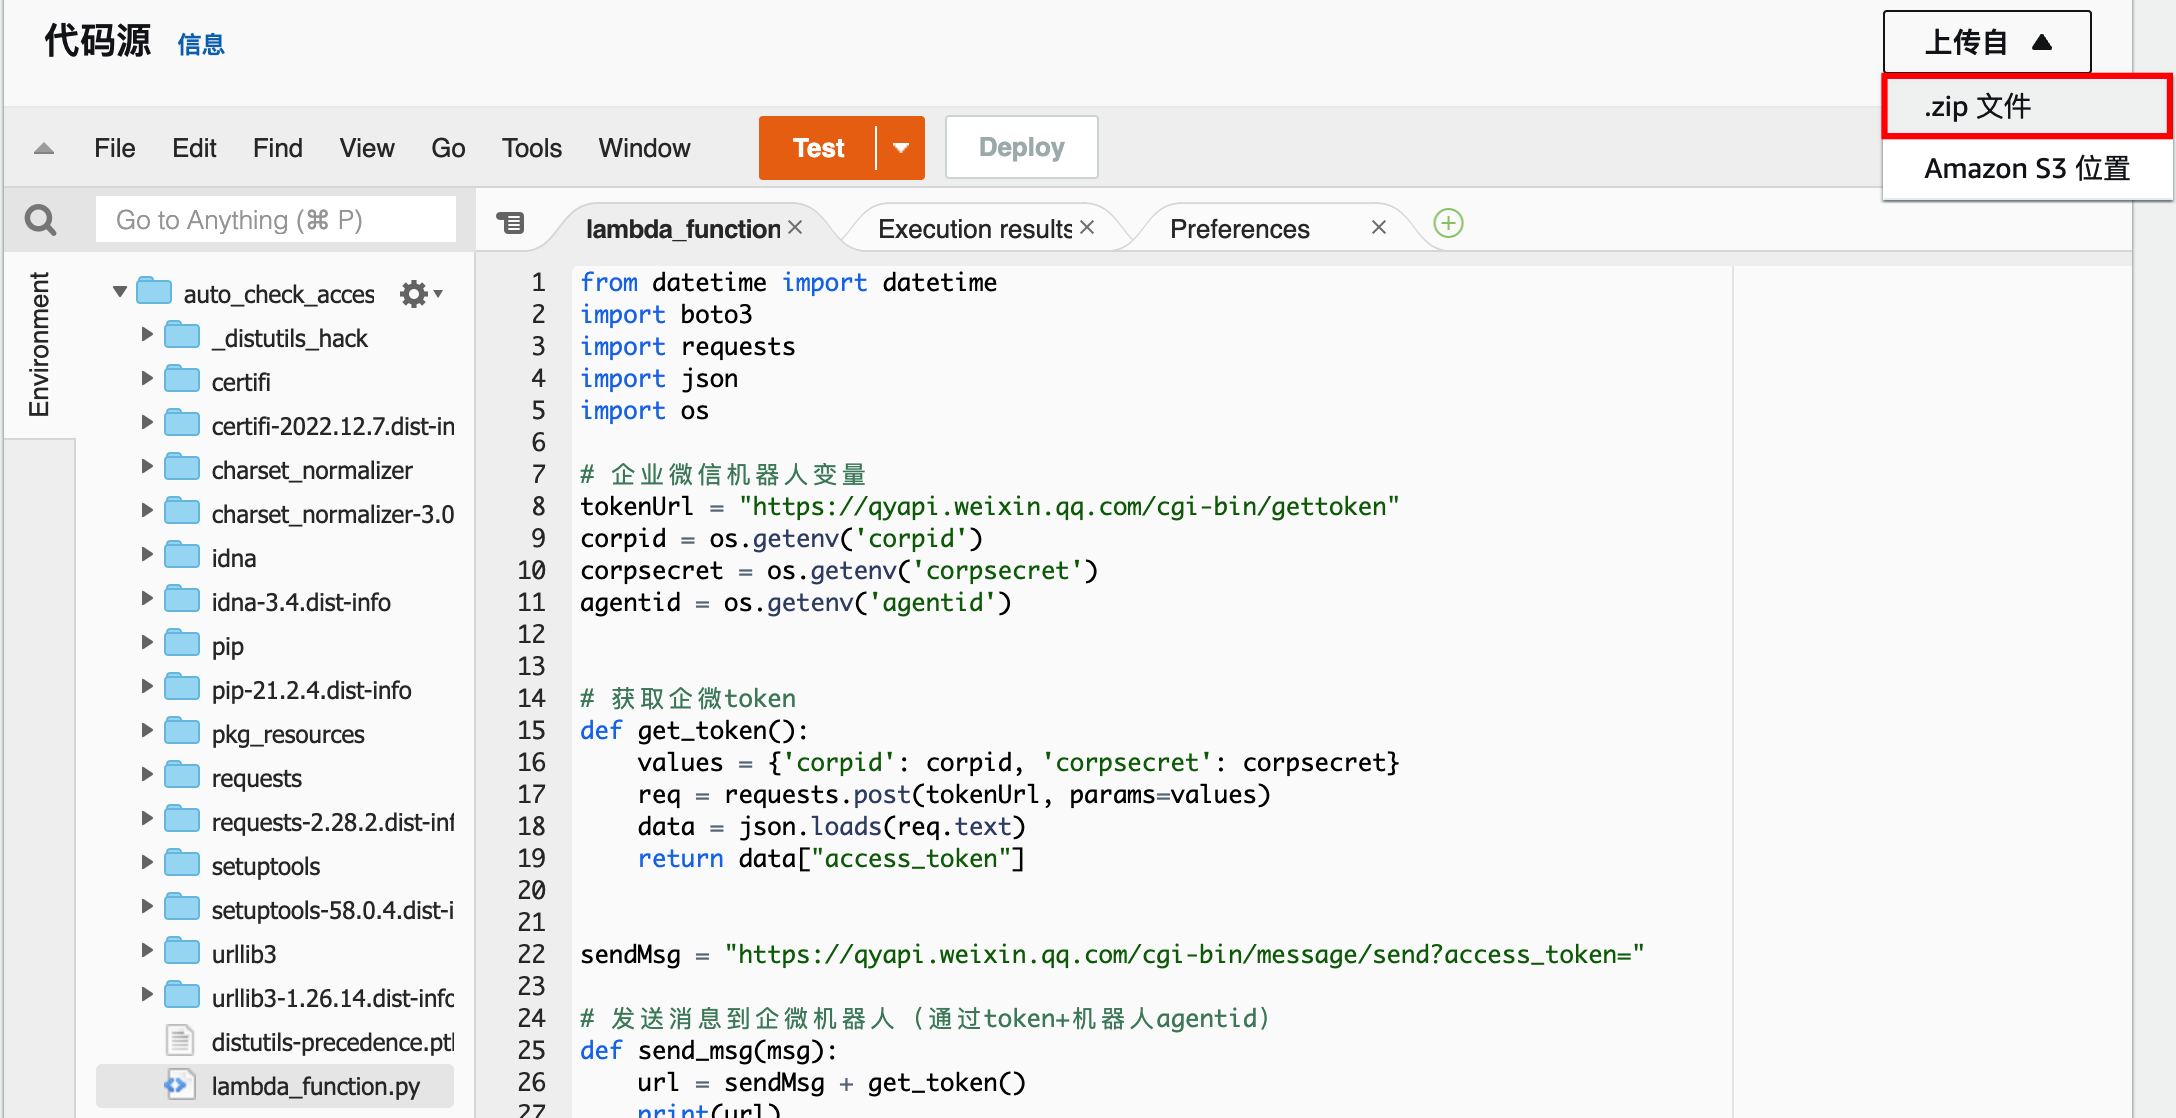 代码源 信息
上传自
.zip 文件
Amazon S3 位置
File Edit Find View Go Tools Window Test Deploy
Go to Anything (⌘ P)
lambda_function Execution results Preferences
Environment
auto_check_acces
_distutils_hack
certifi
certifi-2022.12.7.dist-in
charset_normalizer
charset_normalizer-3.0
idna
idna-3.4.dist-info
pip
pip-21.2.4.dist-info
pkg_resources
requests
requests-2.28.2.dist-inf
setuptools
setuptools-58.0.4.dist-i
urllib3
urllib3-1.26.14.dist-info
distutils-precedence.pth
lambda_function.py
1 from datetime import datetime
2 import boto3
3 import requests
4 import json
5 import os
6
7 # 企业微信机器人变量
8 tokenUrl = "https://qyapi.weixin.qq.com/cgi-bin/gettoken"
9 corpid = os.getenv('corpid')
10 corpsecret = os.getenv('corpsecret')
11 agentid = os.getenv('agentid')
12
13
14 # 获取企微token
15 def get_token():
16     values = {'corpid': corpid, 'corpsecret': corpsecret}
17     req = requests.post(tokenUrl, params=values)
18     data = json.loads(req.text)
19     return data["access_token"]
20
21
22 sendMsg = "https://qyapi.weixin.qq.com/cgi-bin/message/send?access_token="
23
24 # 发送消息到企微机器人（通过token+机器人agentid）
25 def send_msg(msg):
26     url = sendMsg + get_token()
27     print(url)